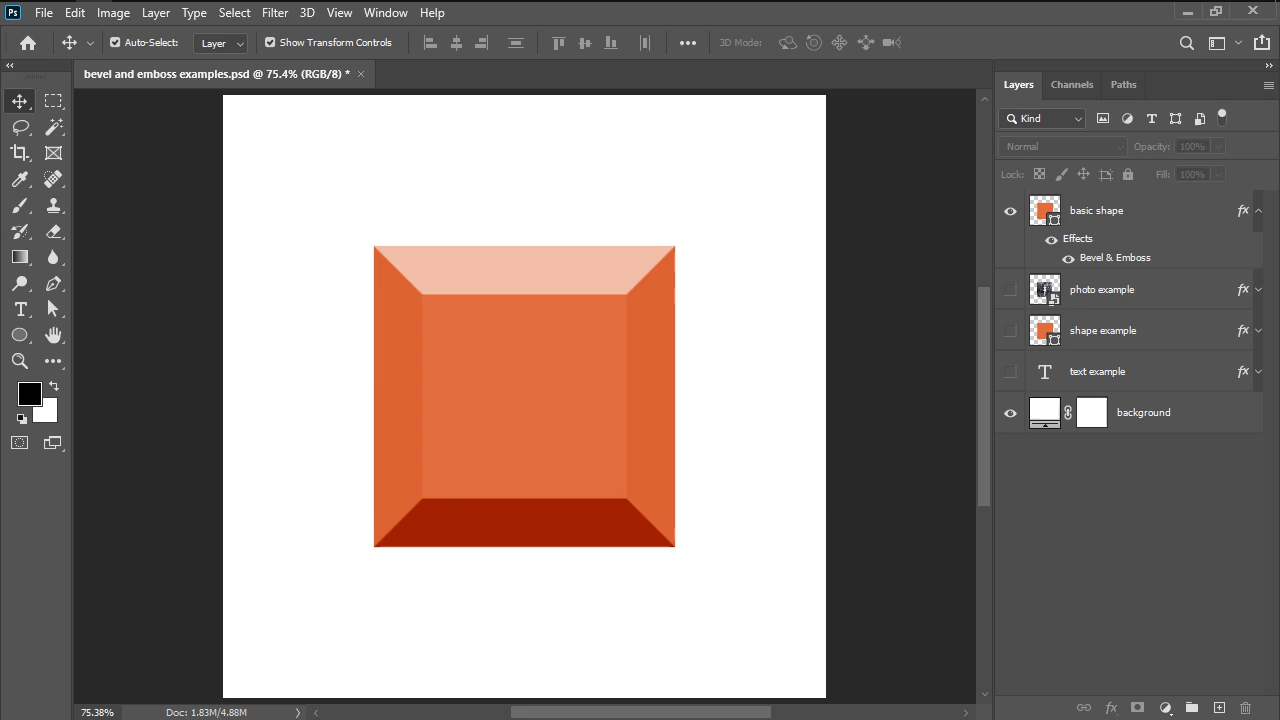 Ps File Edit Image Layer Type Select Filter 3D View Window Help
Auto-Select: Layer Show Transform Controls 3D Mode:
bevel and emboss examples.psd @ 75.4% (RGB/8) *
Layers Channels Paths
Kind
Normal Opacity: 100%
Lock: Fill: 100%
basic shape fx
Effects
Bevel & Emboss
photo example fx
shape example fx
text example fx
background
75.38% Doc: 1.83M/4.88M
fx